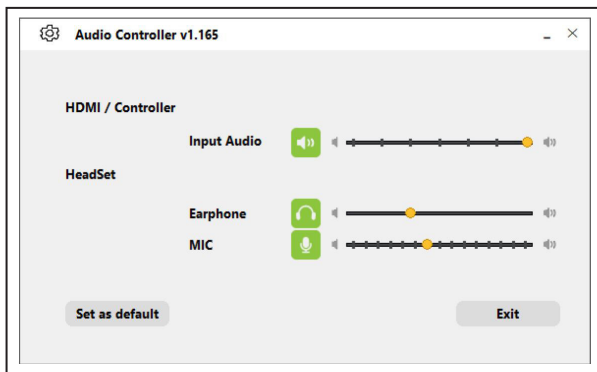 Audio Controller v1.165
HDMI / Controller
Input Audio
HeadSet
Earphone
MIC
Set as default
Exit